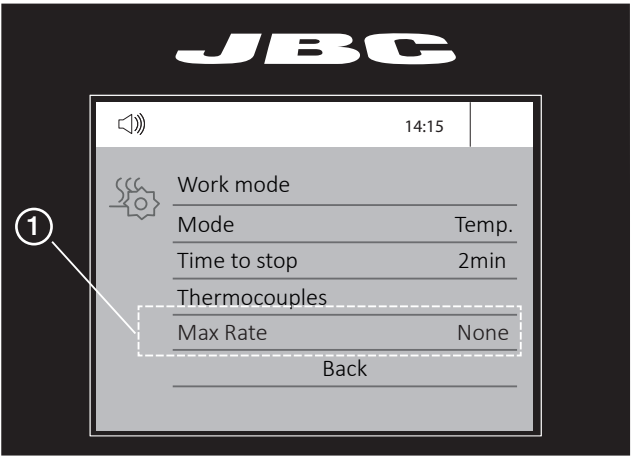 JBC
14:15
Work mode
Mode Temp.
Time to stop 2min
Thermocouples
Max Rate None
Back
1